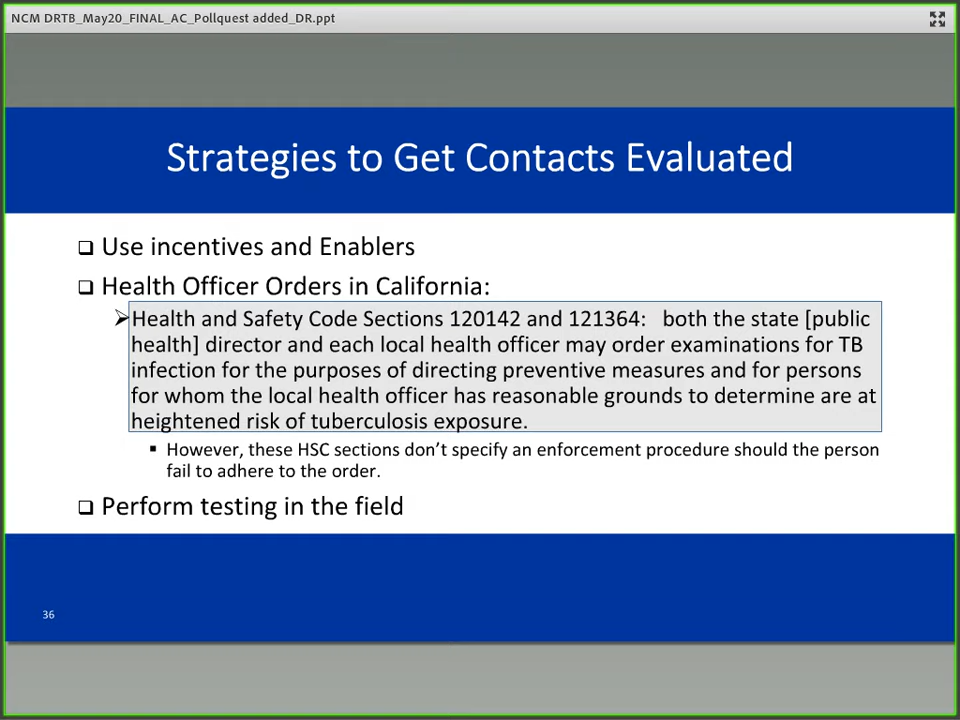 NCM DRTB_May20_FINAL_AC_Pollquest added_DR.ppt
Strategies to Get Contacts Evaluated
❑ Use incentives and Enablers
❑ Health Officer Orders in California:
➢Health and Safety Code Sections 120142 and 121364:   both the state [public
health] director and each local health officer may order examinations for TB
infection for the purposes of directing preventive measures and for persons
for whom the local health officer has reasonable grounds to determine are at
heightened risk of tuberculosis exposure.
▪ However, these HSC sections don’t specify an enforcement procedure should the person
fail to adhere to the order.
❑ Perform testing in the field
36